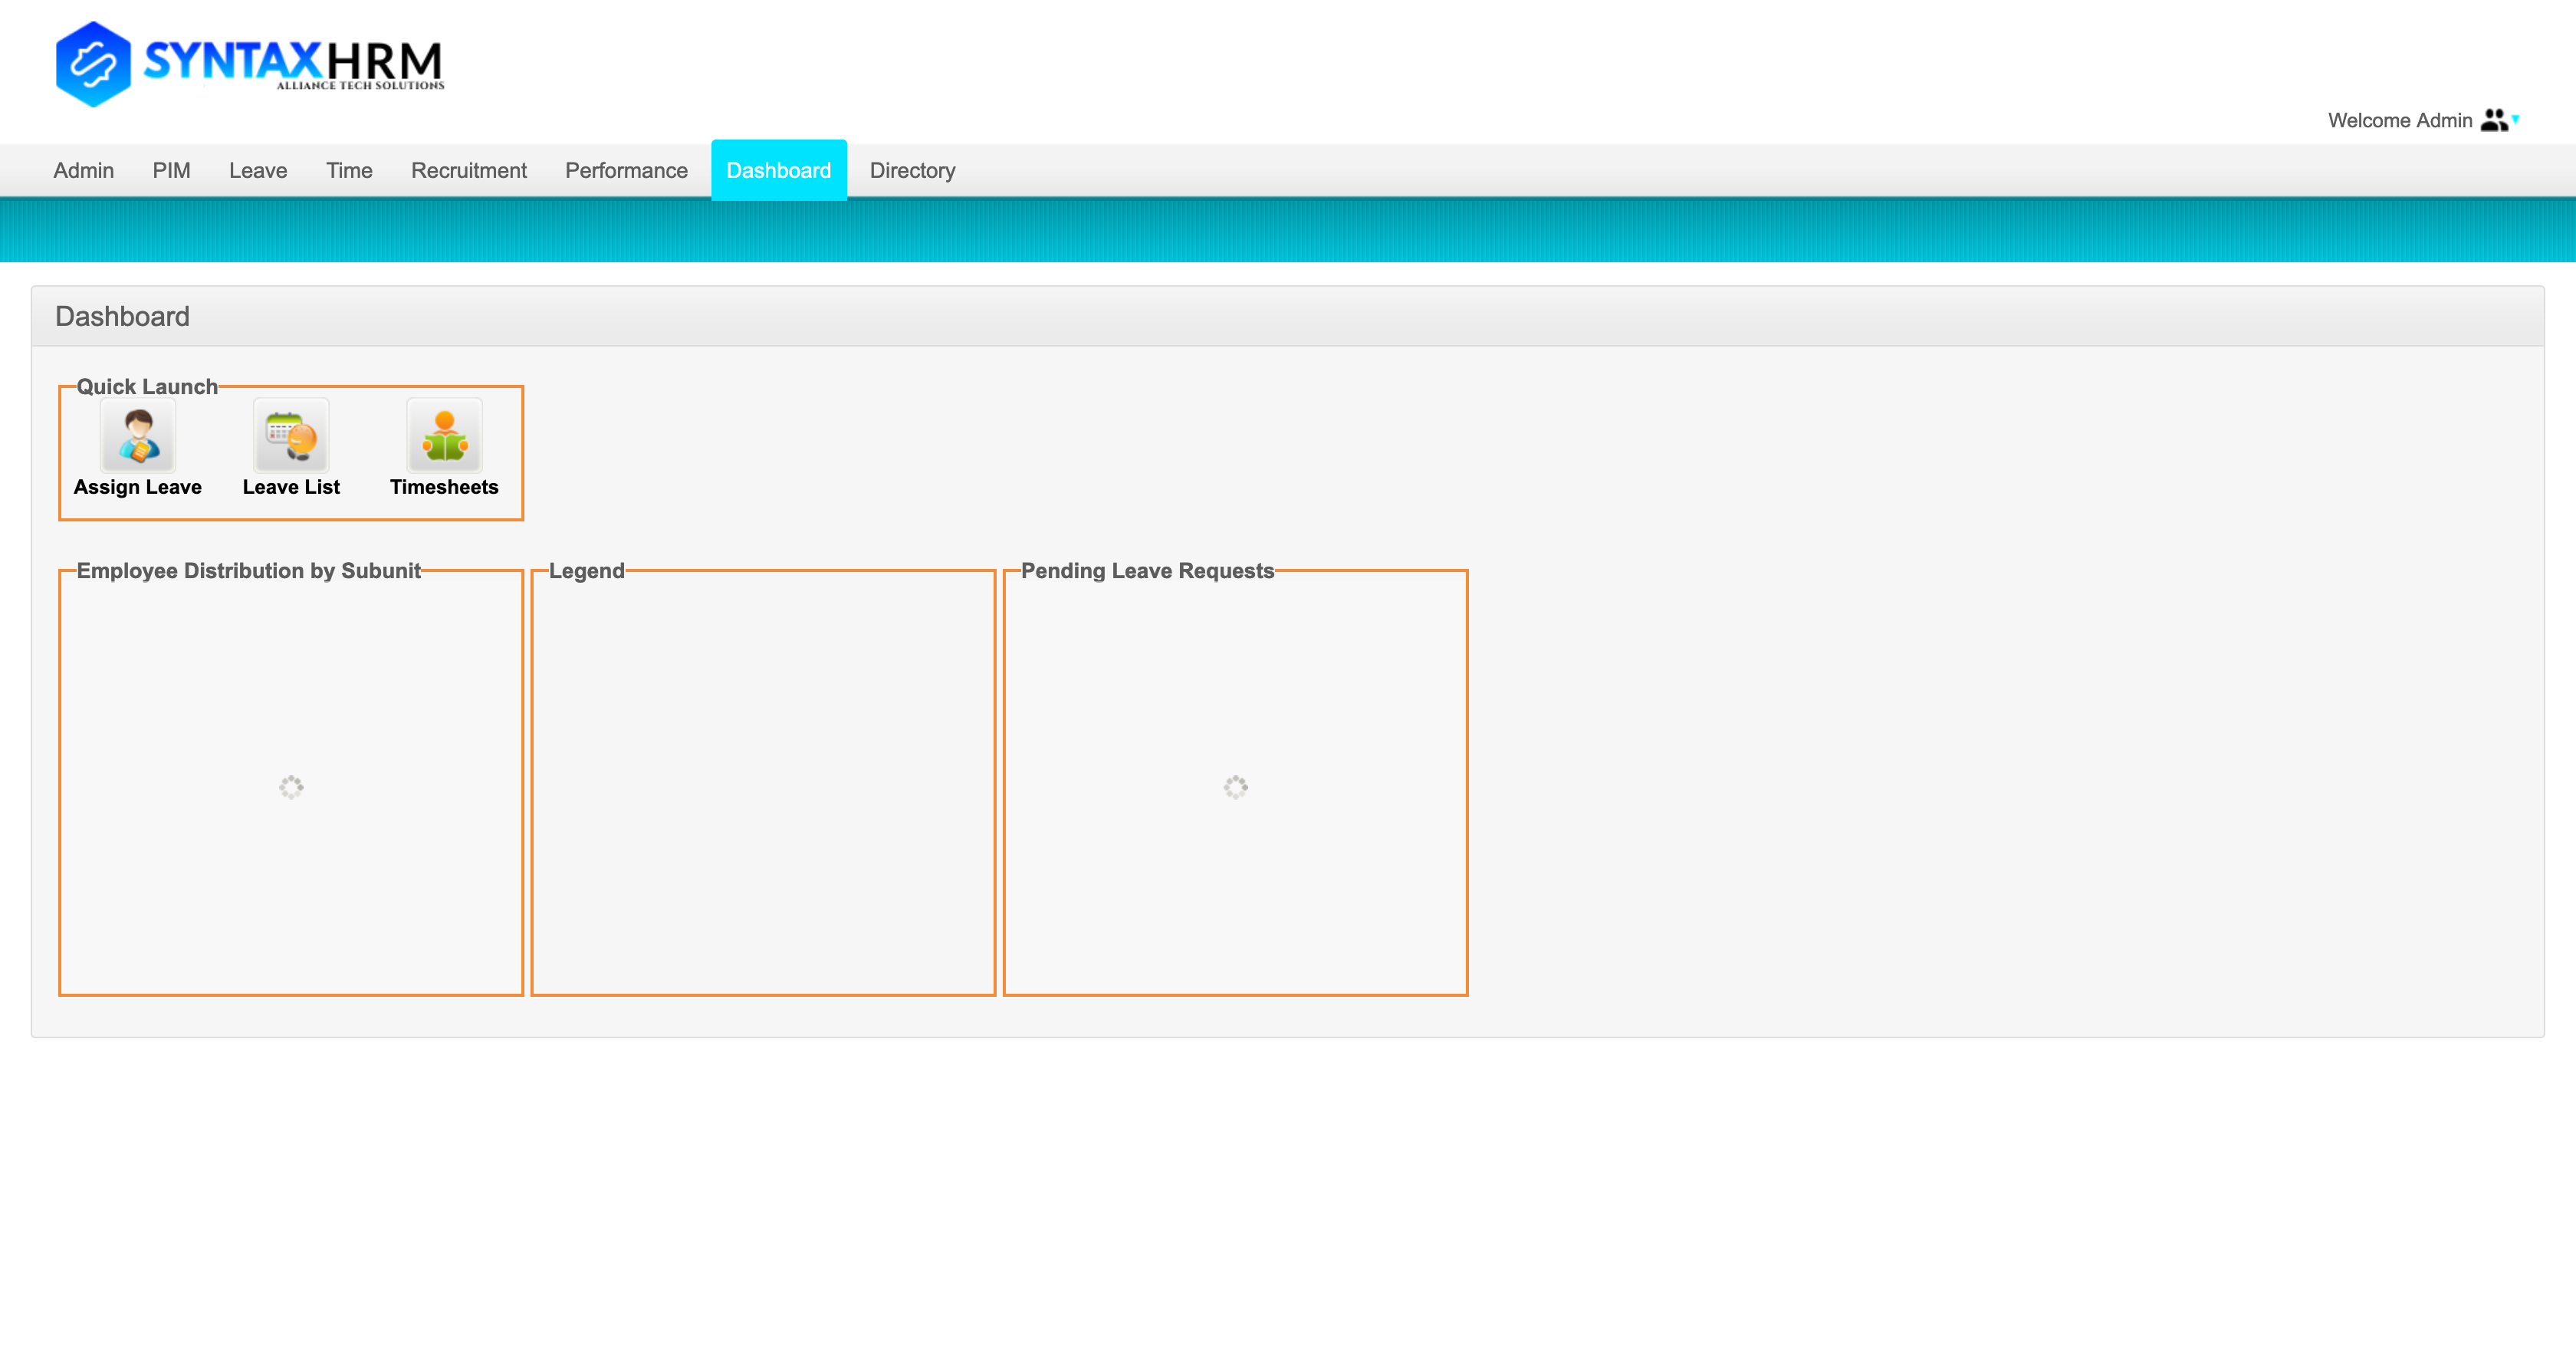 SYNTAXHRM
ALLIANCE TECH SOLUTIONS
Welcome Admin
Admin PIM Leave Time Recruitment Performance Dashboard Directory
Dashboard
Quick Launch
Assign Leave Leave List Timesheets
Employee Distribution by Subunit Legend Pending Leave Requests